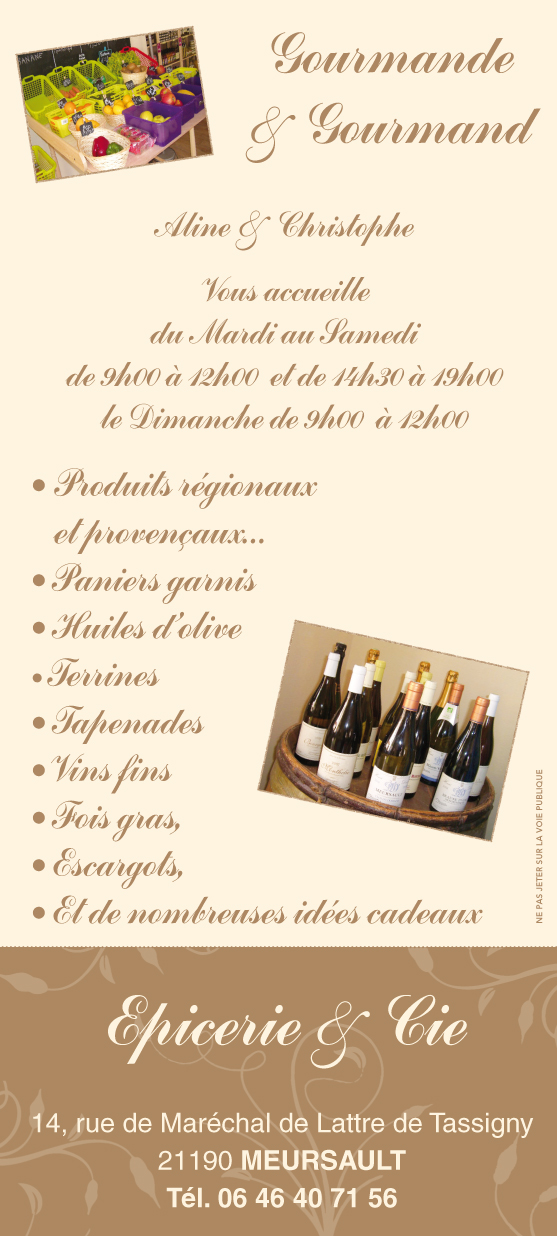 Gourmande
& Gourmand
Aline & Christophe
Vous accueille
du Mardi au Samedi
de 9h00 à 12h00 et de 14h30 à 19h00
le Dimanche de 9h00 à 12h00
• Produits régionaux
et provençaux...
• Paniers garnis
• Huiles d'olive
• Terrines
• Tapenades
• Vins fins
• Fois gras,
• Escargots,
• Et de nombreuses idées cadeaux
MEURSAULT
NE PAS JETER SUR LA VOIE PUBLIQUE
Epicerie & Cie
14, rue de Maréchal de Lattre de Tassigny
21190 MEURSAULT
Tél. 06 46 40 71 56